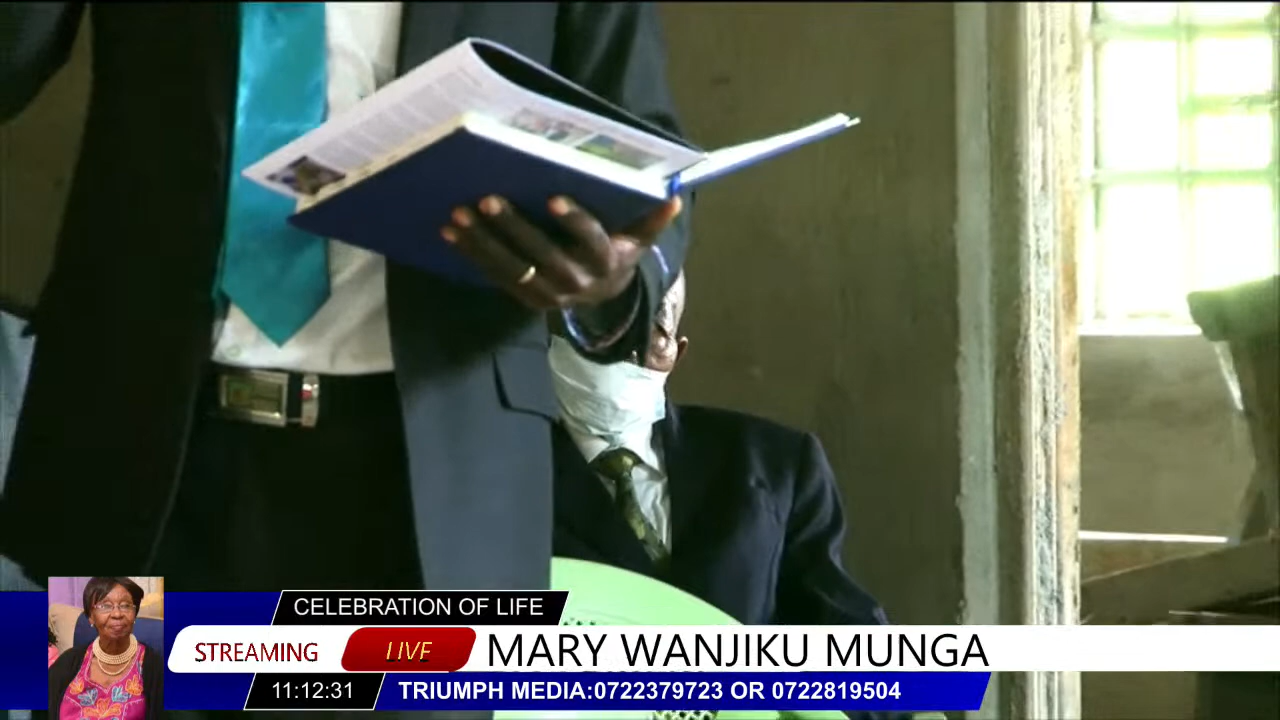 CELEBRATION OF LIFE
STREAMING LIVE MARY WANJIKU MUNGA
11:12:31 TRIUMPH MEDIA:0722379723 OR 0722819504